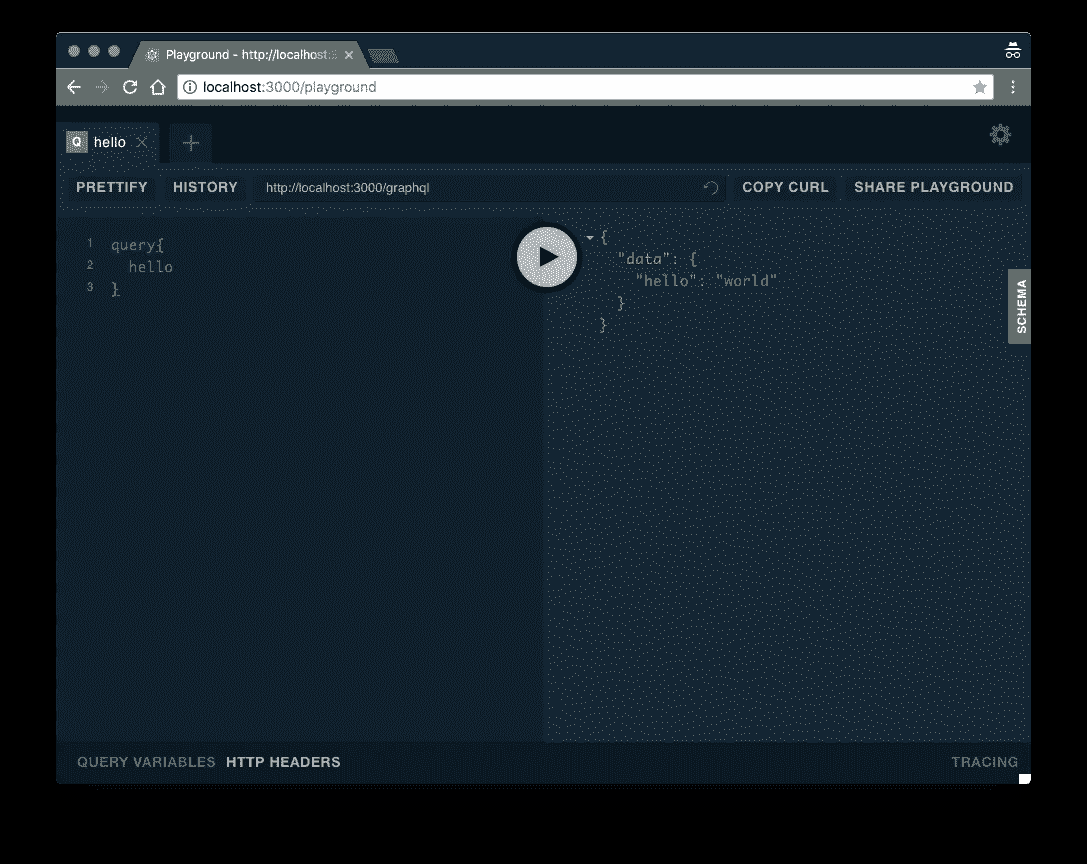 Playground - http://localhost:3
localhost:3000/playground
Q hello
PRETTIFY HISTORY http://localhost:3000/graphql COPY CURL SHARE PLAYGROUND
1 query{
2 hello
3 }
{
"data": {
"hello": "world"
}
}
SCHEMA
QUERY VARIABLES HTTP HEADERS TRACING